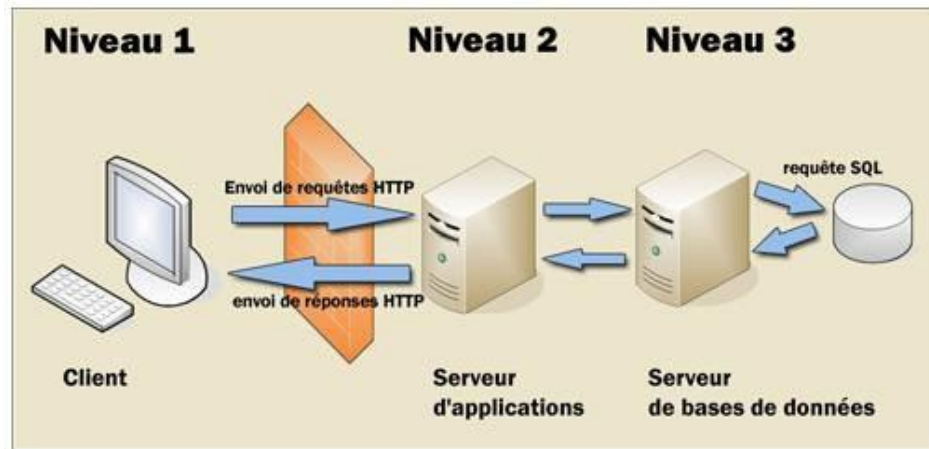 Niveau 1
Niveau 2
Niveau 3
Envoi de requêtes HTTP
requête SQL
envoi de réponses HTTP
Client
Serveur
d'applications
Serveur
de bases de données